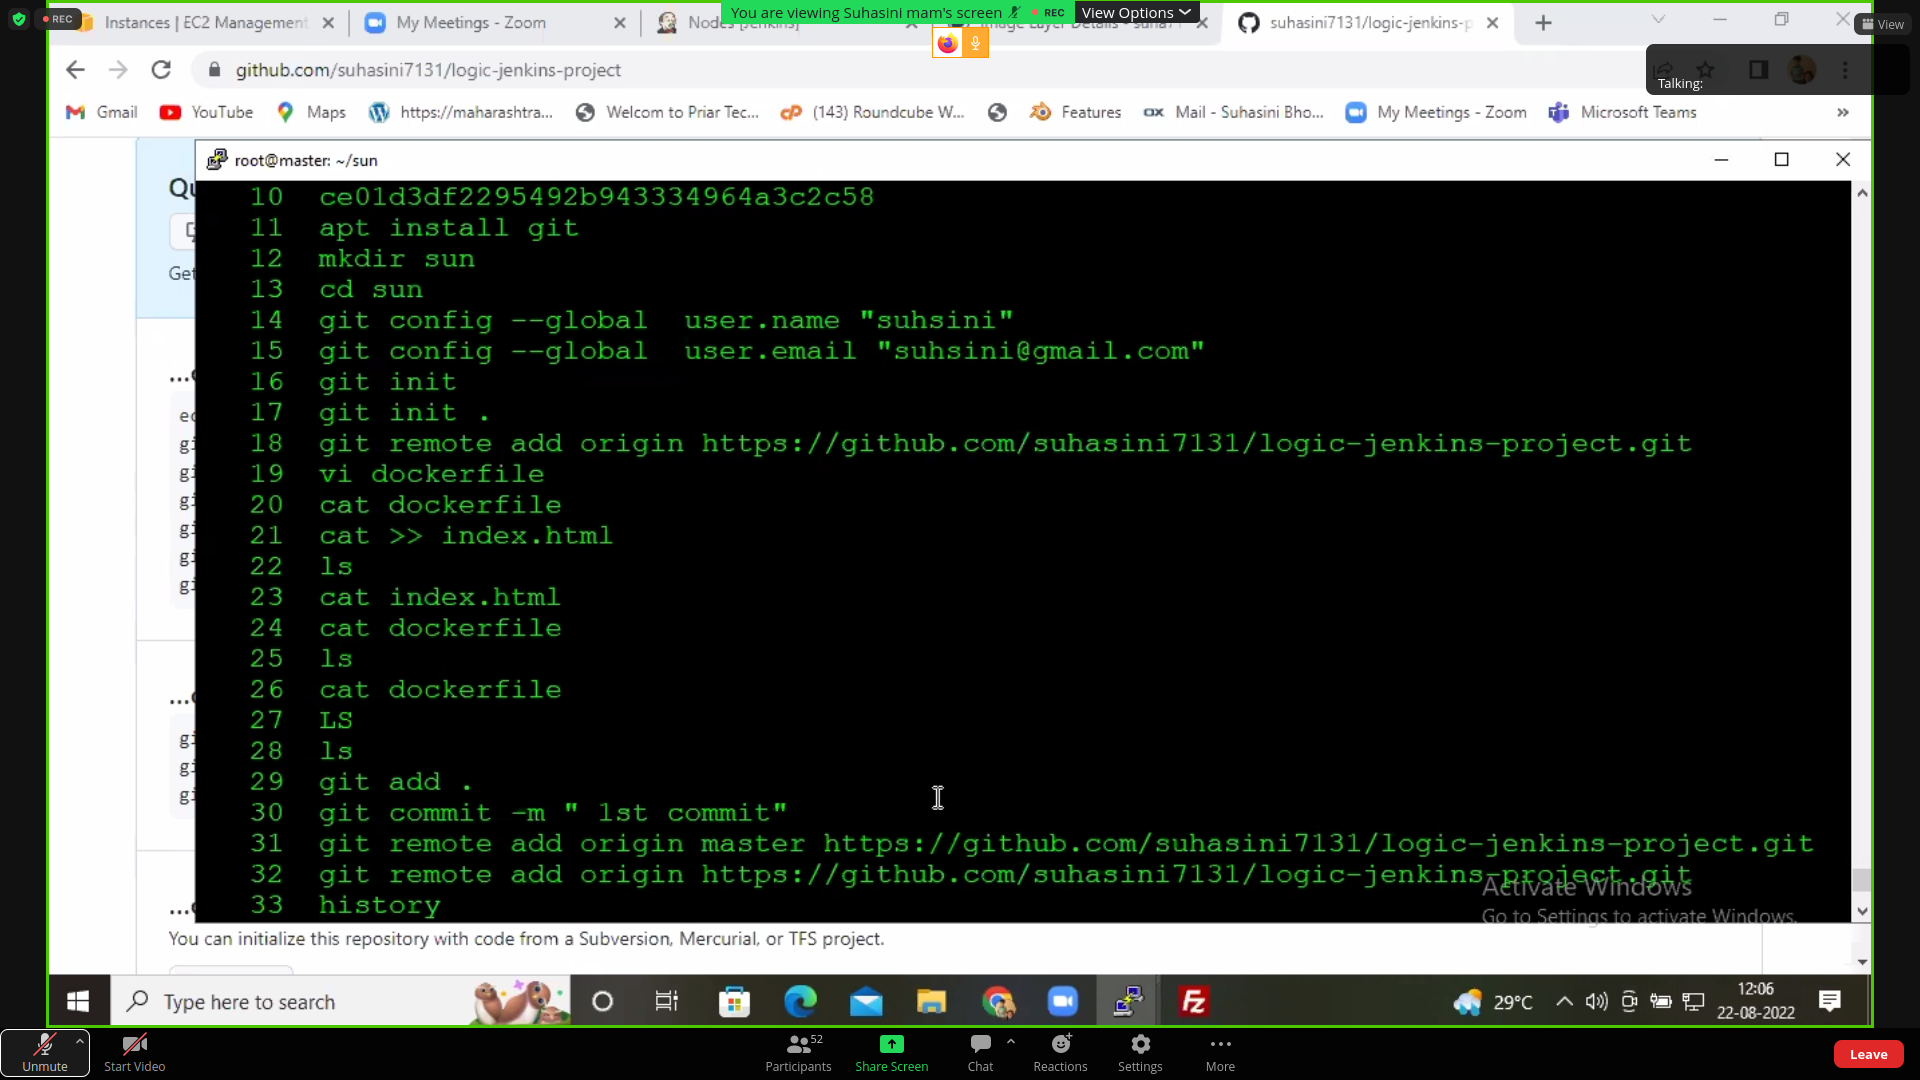 REC
You are viewing Suhasini mam's screen
REC
View Options
View
Instances | EC2 Management
My Meetings - Zoom
suhasini7131/logic-jenkins-p
github.com/suhasini7131/logic-jenkins-project
Talking:
Gmail
YouTube
Maps
https://maharashtra...
Welcom to Priar Tec...
(143) Roundcube W...
Features
Mail - Suhasini Bho...
My Meetings - Zoom
Microsoft Teams
root@master: ~/sun
10 ce01d3df2295492b943334964a3c2c58
11 apt install git
12 mkdir sun
13 cd sun
14 git config --global  user.name "suhsini"
15 git config --global  user.email "suhsini@gmail.com"
16 git init
17 git init .
18 git remote add origin https://github.com/suhasini7131/logic-jenkins-project.git
19 vi dockerfile
20 cat dockerfile
21 cat >> index.html
22 ls
23 cat index.html
24 cat dockerfile
25 ls
26 cat dockerfile
27 LS
28 ls
29 git add .
30 git commit -m " 1st commit"
31 git remote add origin master https://github.com/suhasini7131/logic-jenkins-project.git
32 git remote add origin https://github.com/suhasini7131/logic-jenkins-project.git
33 history
Activate Windows
Go to Settings to activate Windows.
You can initialize this repository with code from a Subversion, Mercurial, or TFS project.
Type here to search
29°C
12:06
22-08-2022
Unmute
Start Video
52
Participants
Share Screen
Chat
Reactions
Settings
More
Leave